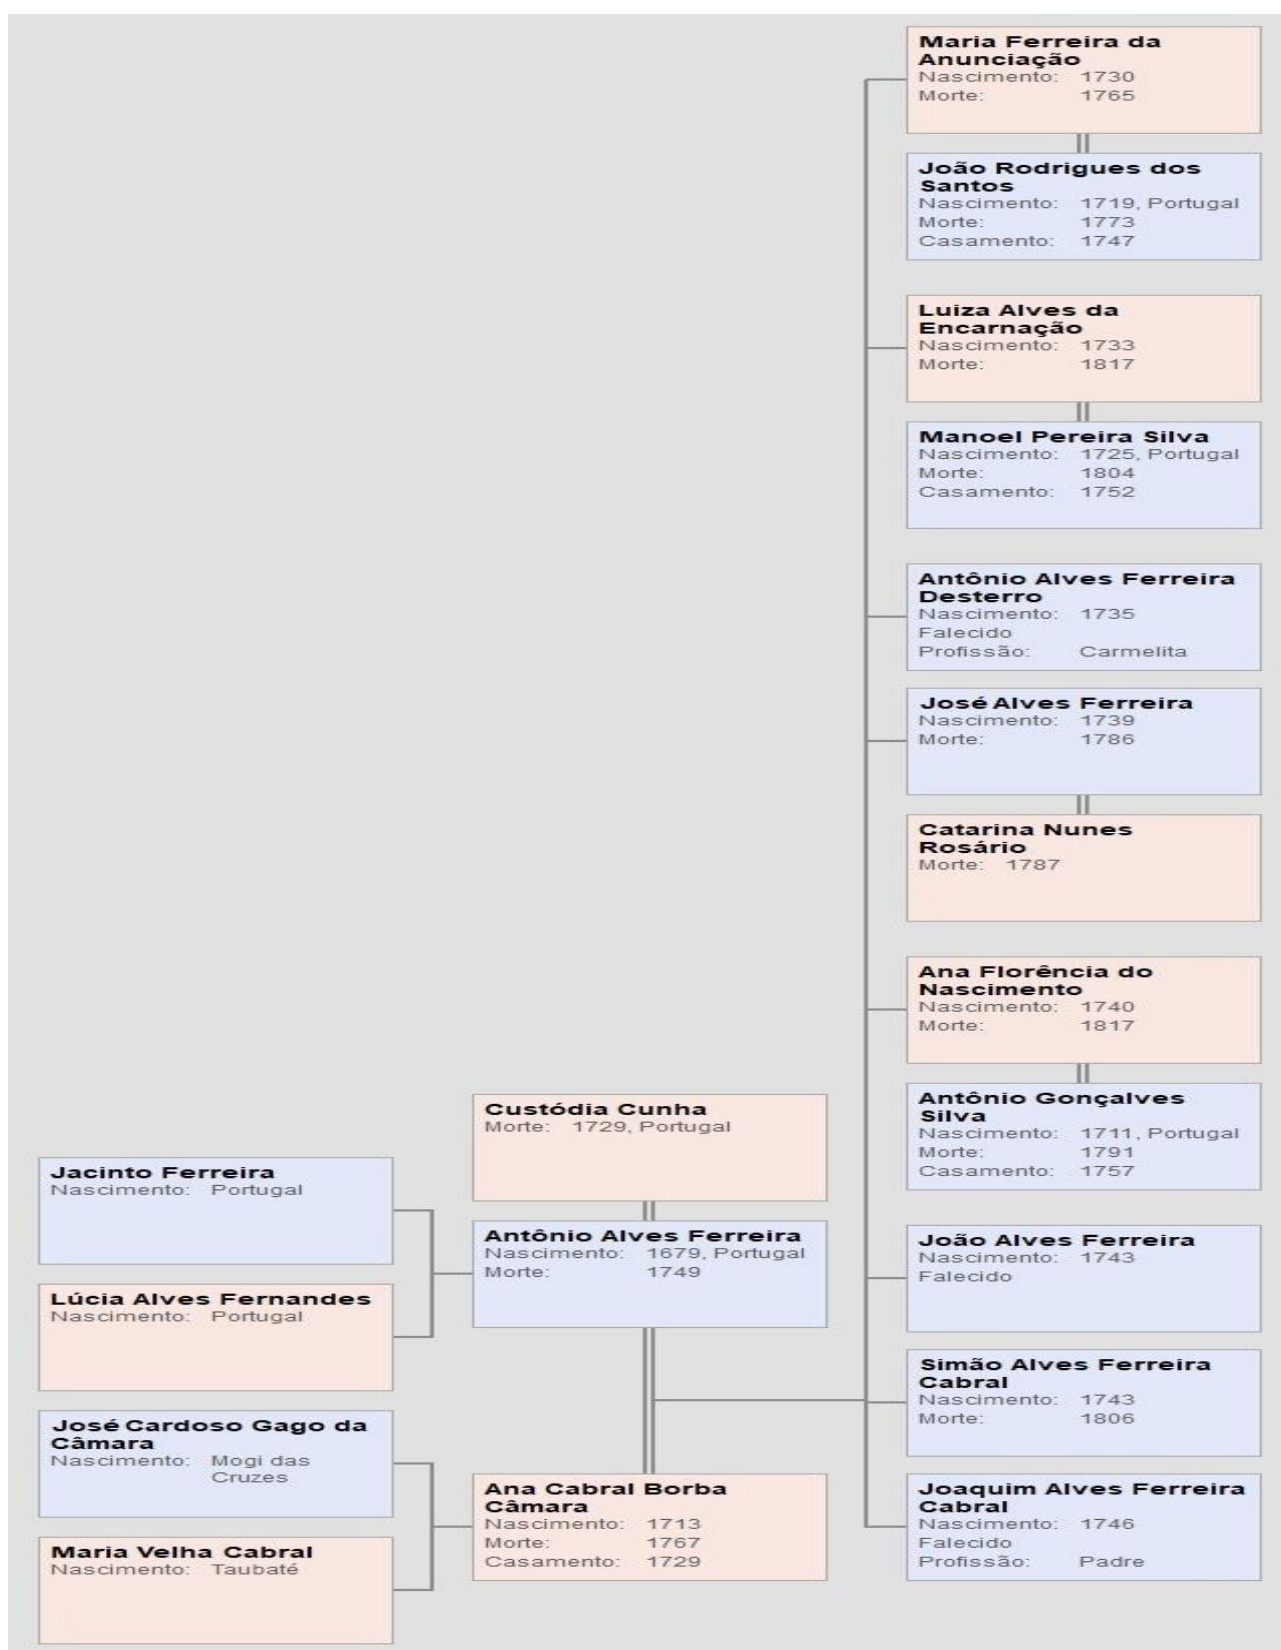 Maria Ferreira da
Anunciação
Nascimento: 1730
Morte: 1765
João Rodrigues dos
Santos
Nascimento: 1719, Portugal
Morte: 1773
Casamento: 1747
Luiza Alves da
Encarnação
Nascimento: 1733
Morte: 1817
Manoel Pereira Silva
Nascimento: 1725, Portugal
Morte: 1804
Casamento: 1752
Antônio Alves Ferreira
Desterro
Nascimento: 1735
Falecido
Profissão: Carmelita
José Alves Ferreira
Nascimento: 1739
Morte: 1786
Catarina Nunes
Rosário
Morte: 1787
Ana Florência do
Nascimento
Nascimento: 1740
Morte: 1817
Antônio Gonçalves
Silva
Nascimento: 1711, Portugal
Morte: 1791
Casamento: 1757
João Alves Ferreira
Nascimento: 1743
Falecido
Simão Alves Ferreira
Cabral
Nascimento: 1743
Morte: 1806
Joaquim Alves Ferreira
Cabral
Nascimento: 1746
Falecido
Profissão: Padre
Custódia Cunha
Morte: 1729, Portugal
Antônio Alves Ferreira
Nascimento: 1679, Portugal
Morte: 1749
Ana Cabral Borba
Câmara
Nascimento: 1713
Morte: 1767
Casamento: 1729
Jacinto Ferreira
Nascimento: Portugal
Lúcia Alves Fernandes
Nascimento: Portugal
José Cardoso Gago da
Câmara
Nascimento: Mogi das
Cruzes
Maria Velha Cabral
Nascimento: Taubaté